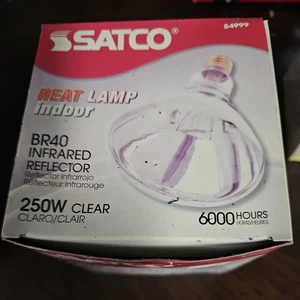 SATCO
S4999
HEAT LAMP
indoor
BR40
INFRARED
REFLECTOR
Reflector infrarrojo
Réflecteur infrarouge
250W CLEAR
CLARO/CLAIR
6000 HOURS
HORAS/HEURES